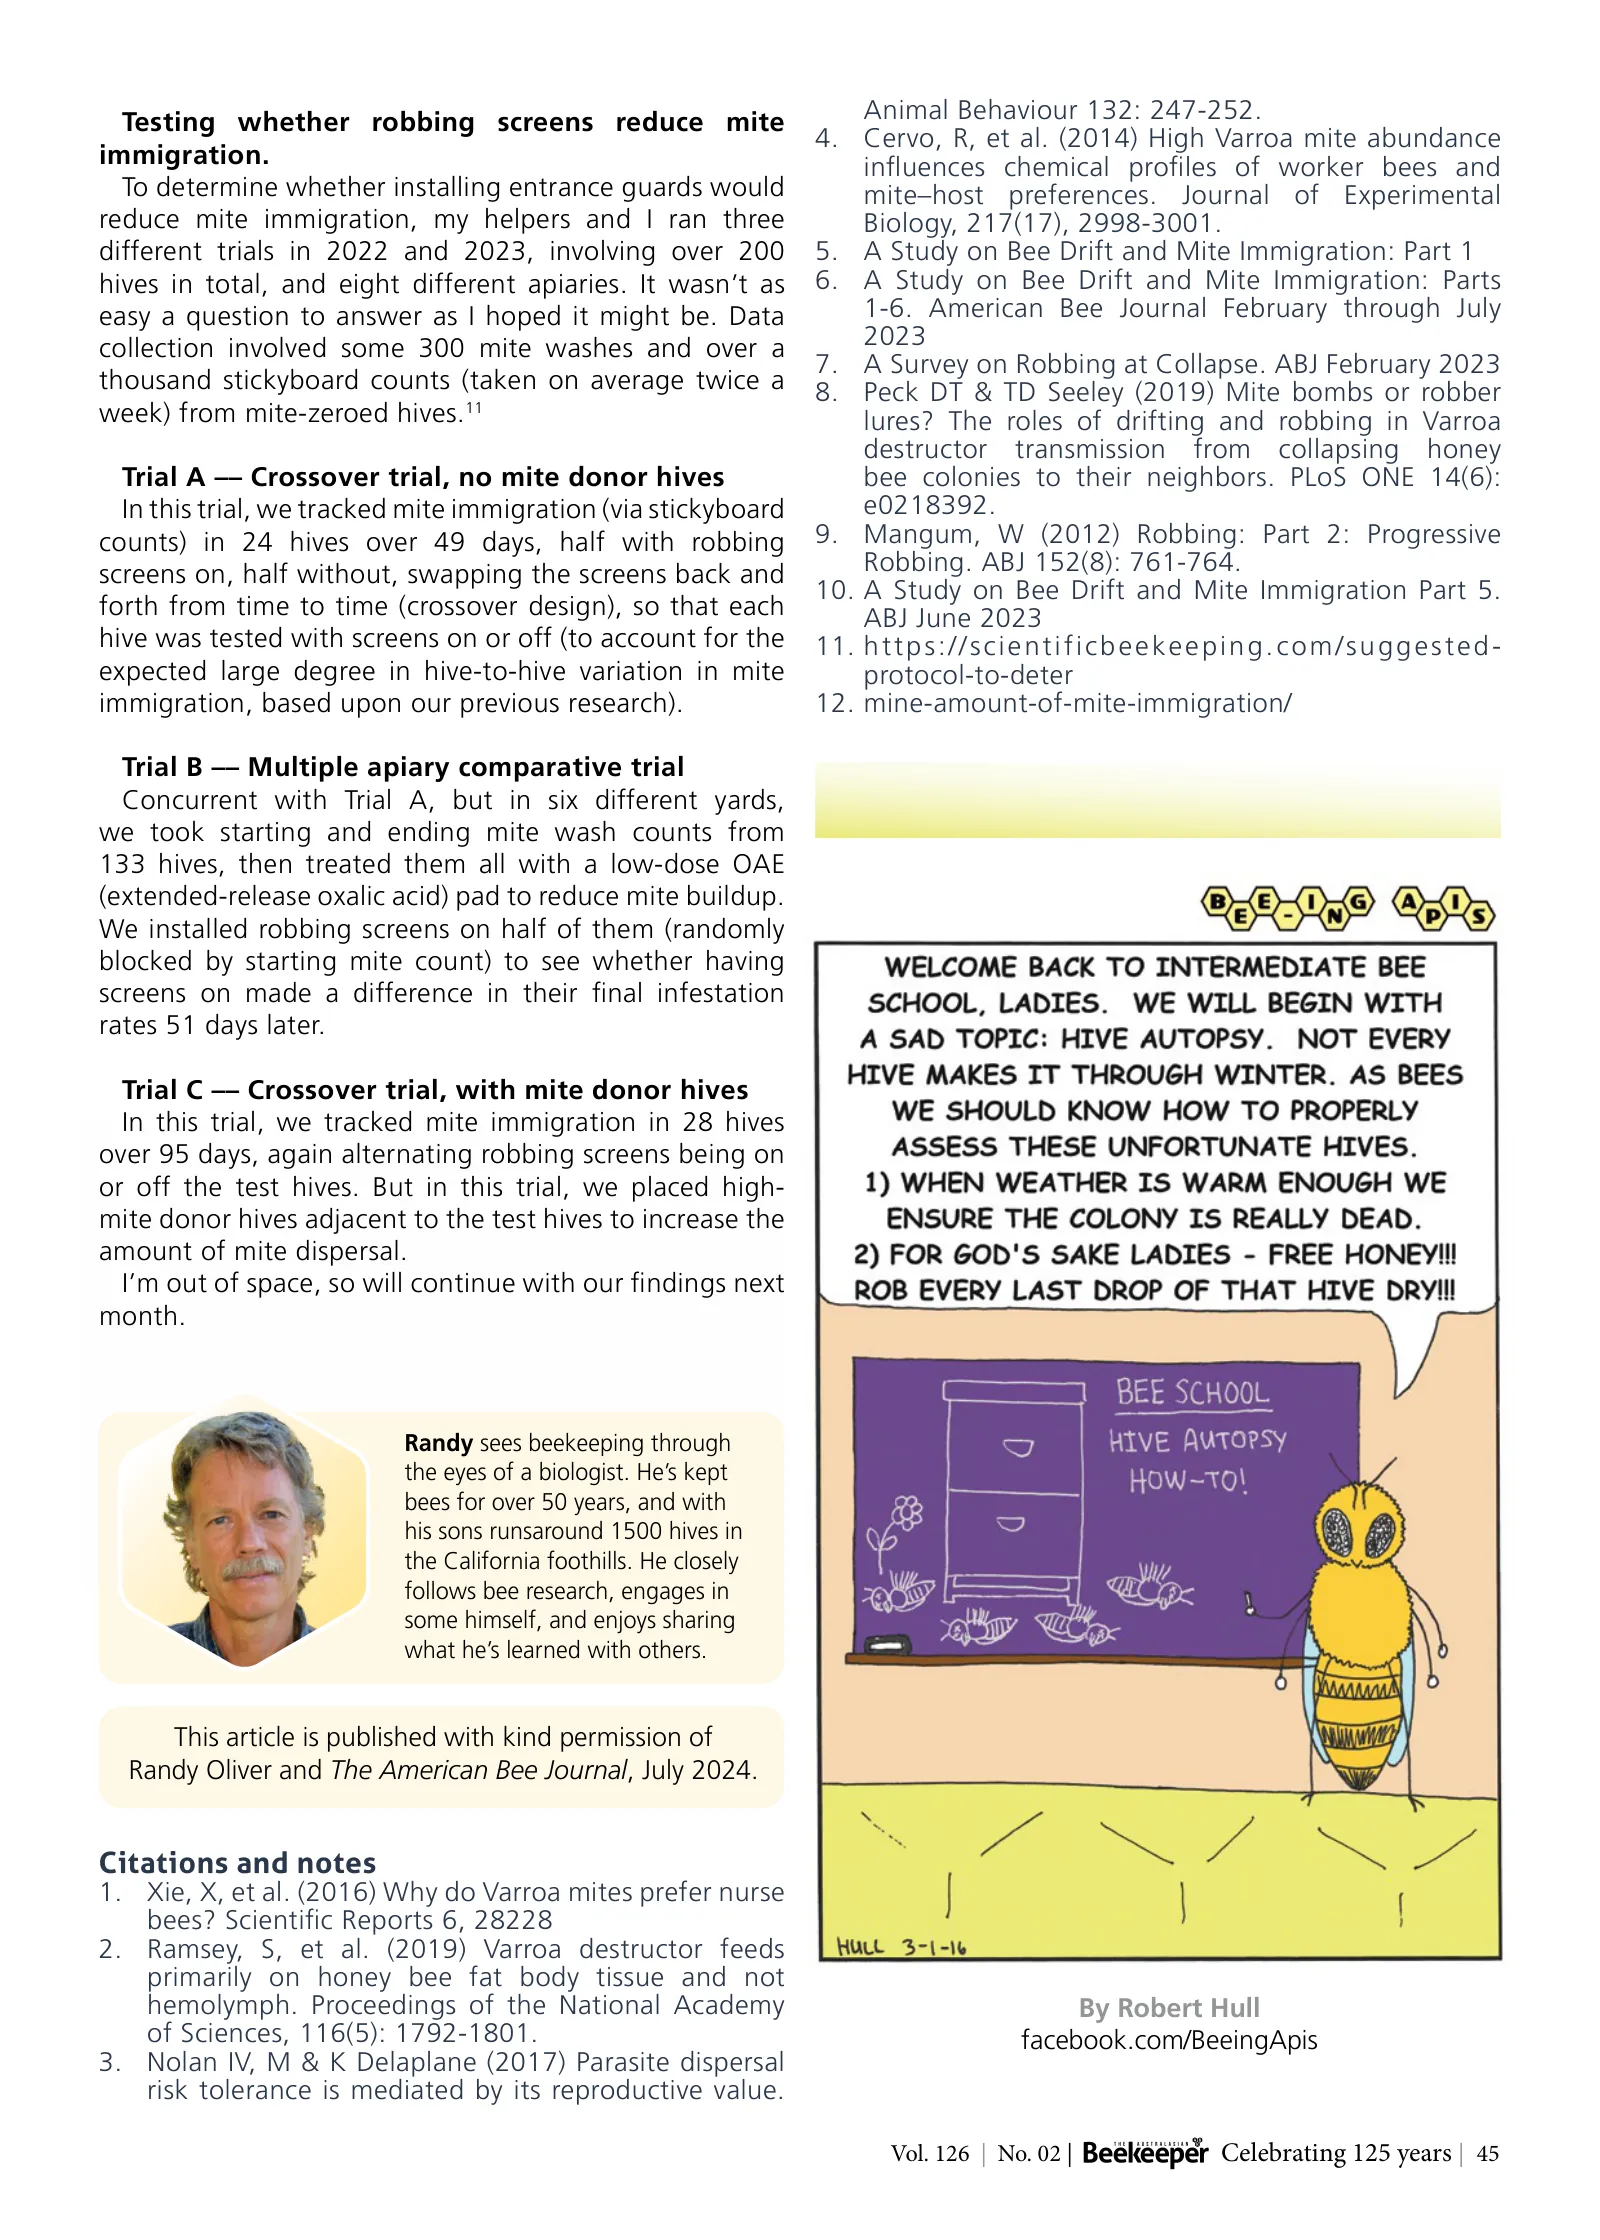 Testing whether robbing screens reduce mite
immigration.
To determine whether installing entrance guards would
reduce mite immigration, my helpers and I ran three
different trials in 2022 and 2023, involving over 200
hives in total, and eight different apiaries. It wasn't as
easy a question to answer as I hoped it might be. Data
collection involved some 300 mite washes and over a
thousand stickyboard counts (taken on average twice a
week) from mite-zeroed hives.¹¹
Trial A –– Crossover trial, no mite donor hives
In this trial, we tracked mite immigration (via stickyboard
counts) in 24 hives over 49 days, half with robbing
screens on, half without, swapping the screens back and
forth from time to time (crossover design), so that each
hive was tested with screens on or off (to account for the
expected large degree in hive-to-hive variation in mite
immigration, based upon our previous research).
Trial B –– Multiple apiary comparative trial
Concurrent with Trial A, but in six different yards,
we took starting and ending mite wash counts from
133 hives, then treated them all with a low-dose OAE
(extended-release oxalic acid) pad to reduce mite buildup.
We installed robbing screens on half of them (randomly
blocked by starting mite count) to see whether having
screens on made a difference in their final infestation
rates 51 days later.
Trial C –– Crossover trial, with mite donor hives
In this trial, we tracked mite immigration in 28 hives
over 95 days, again alternating robbing screens being on
or off the test hives. But in this trial, we placed high-
mite donor hives adjacent to the test hives to increase the
amount of mite dispersal.
I'm out of space, so will continue with our findings next
month.
Randy sees beekeeping through
the eyes of a biologist. He's kept
bees for over 50 years, and with
his sons runsaround 1500 hives in
the California foothills. He closely
follows bee research, engages in
some himself, and enjoys sharing
what he's learned with others.
This article is published with kind permission of
Randy Oliver and The American Bee Journal, July 2024.
Citations and notes
1. Xie, X, et al. (2016) Why do Varroa mites prefer nurse
bees? Scientific Reports 6, 28228
2. Ramsey, S, et al. (2019) Varroa destructor feeds
primarily on honey bee fat body tissue and not
hemolymph. Proceedings of the National Academy
of Sciences, 116(5): 1792-1801.
3. Nolan IV, M & K Delaplane (2017) Parasite dispersal
risk tolerance is mediated by its reproductive value.
Animal Behaviour 132: 247-252.
4. Cervo, R, et al. (2014) High Varroa mite abundance
influences chemical profiles of worker bees and
mite–host preferences. Journal of Experimental
Biology, 217(17), 2998-3001.
5. A Study on Bee Drift and Mite Immigration: Part 1
6. A Study on Bee Drift and Mite Immigration: Parts
1-6. American Bee Journal February through July
2023
7. A Survey on Robbing at Collapse. ABJ February 2023
8. Peck DT & TD Seeley (2019) Mite bombs or robber
lures? The roles of drifting and robbing in Varroa
destructor transmission from collapsing honey
bee colonies to their neighbors. PLoS ONE 14(6):
e0218392.
9. Mangum, W (2012) Robbing: Part 2: Progressive
Robbing. ABJ 152(8): 761-764.
10. A Study on Bee Drift and Mite Immigration Part 5.
ABJ June 2023
11. https://scientificbeekeeping.com/suggested-
protocol-to-deter
12. mine-amount-of-mite-immigration/
BEE-ING APIS
WELCOME BACK TO INTERMEDIATE BEE
SCHOOL, LADIES. WE WILL BEGIN WITH
A SAD TOPIC: HIVE AUTOPSY. NOT EVERY
HIVE MAKES IT THROUGH WINTER. AS BEES
WE SHOULD KNOW HOW TO PROPERLY
ASSESS THESE UNFORTUNATE HIVES.
1) WHEN WEATHER IS WARM ENOUGH WE
ENSURE THE COLONY IS REALLY DEAD.
2) FOR GOD'S SAKE LADIES - FREE HONEY!!!
ROB EVERY LAST DROP OF THAT HIVE DRY!!!
BEE SCHOOL
HIVE AUTOPSY
HOW-TO!
HULL 3-1-16
By Robert Hull
facebook.com/BeeingApis
Vol. 126 | No. 02 | THE AUSTRALASIAN Beekeeper Celebrating 125 years | 45